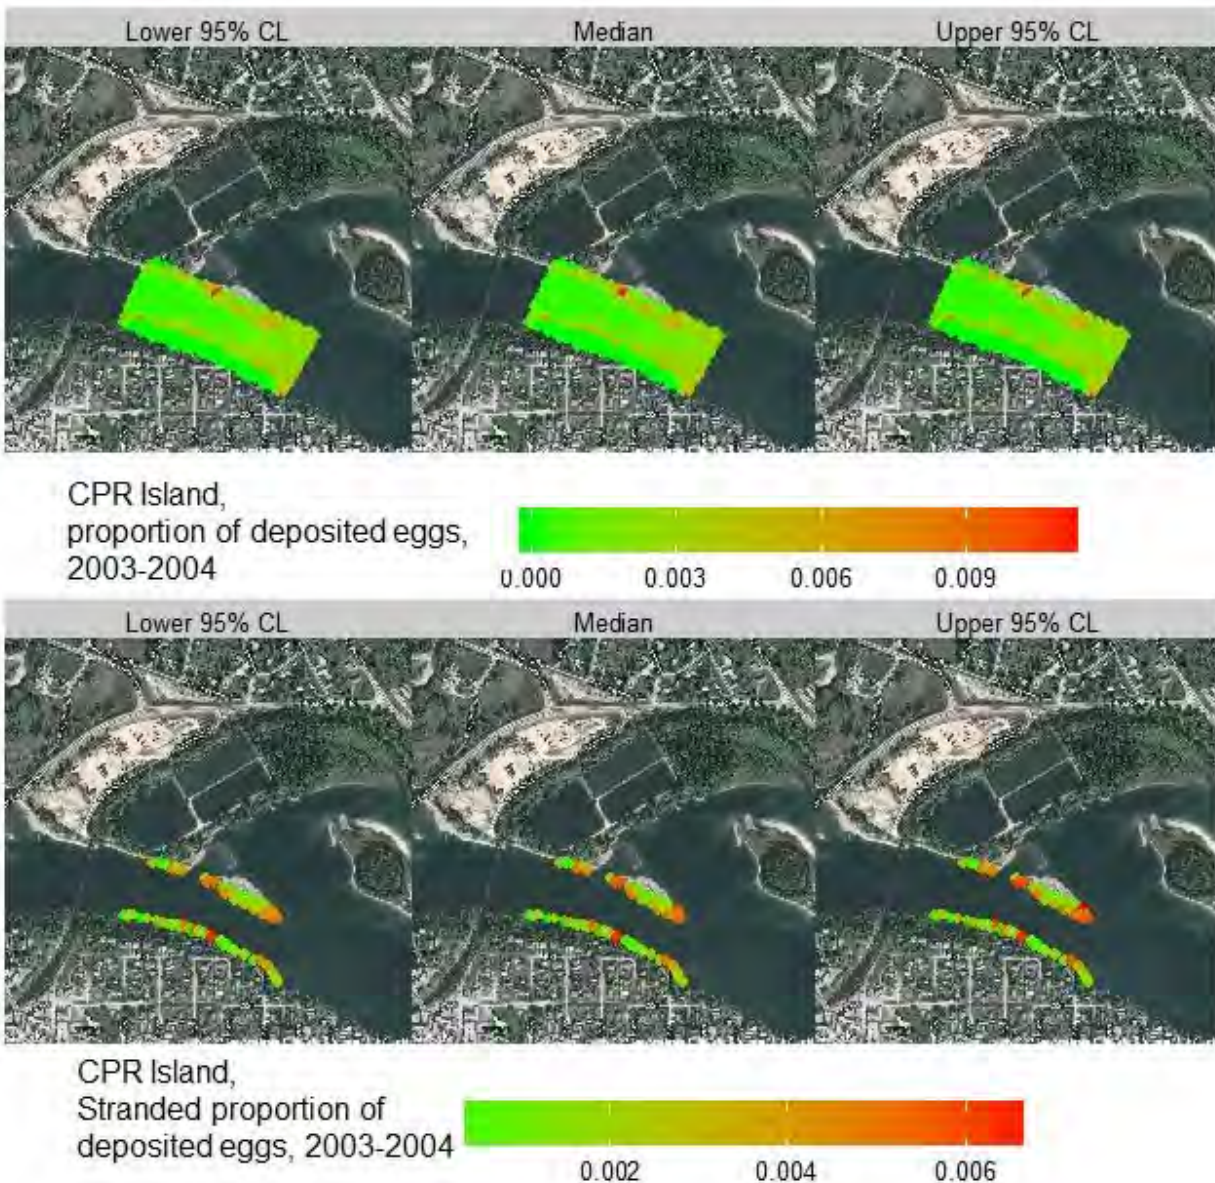 Lower 95% CL Median Upper 95% CL
CPR Island,
proportion of deposited eggs,
2003-2004
0.000 0.003 0.006 0.009
Lower 95% CL Median Upper 95% CL
CPR Island,
Stranded proportion of
deposited eggs, 2003-2004
0.002 0.004 0.006